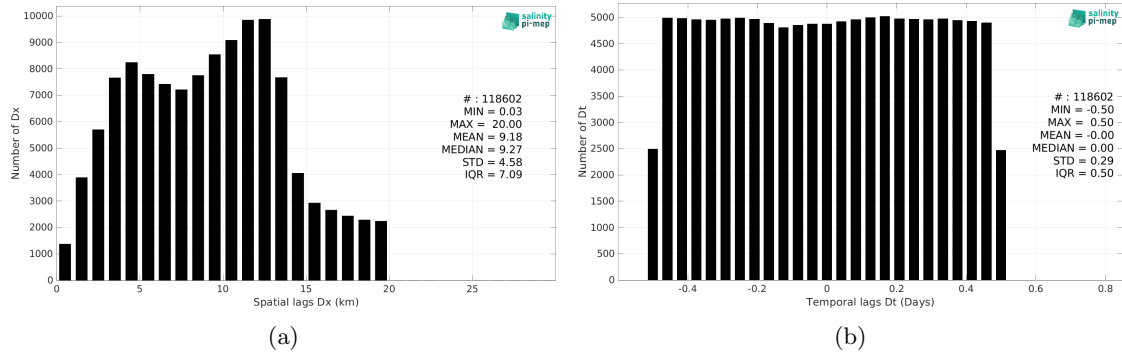 10000
9000
8000
7000
6000
5000
4000
3000
2000
1000
0
Number of Dx
0
5
10
15
20
25
Spatial lags Dx (km)
salinity
pi-mep
# : 118602
MIN = 0.03
MAX = 20.00
MEAN = 9.18
MEDIAN = 9.27
STD = 4.58
IQR = 7.09
(a)
5000
4500
4000
3500
3000
2500
2000
1500
1000
500
0
Number of Dt
-0.4
-0.2
0
0.2
0.4
0.6
0.8
Temporal lags Dt (Days)
salinity
pi-mep
# : 118602
MIN = -0.50
MAX = 0.50
MEAN = -0.00
MEDIAN = 0.00
STD = 0.29
IQR = 0.50
(b)